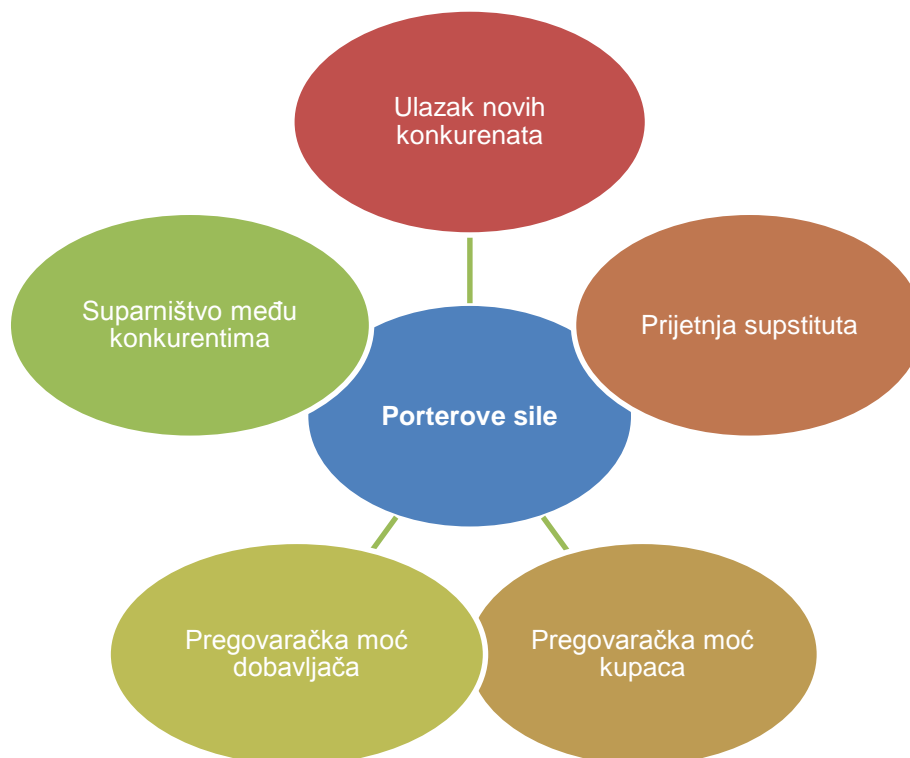 Ulazak novih
konkurenata
Suparništvo među
konkurentima
Prijetnja supstituta
Porterove sile
Pregovaračka moć
dobavljača
Pregovaračka moć
kupaca